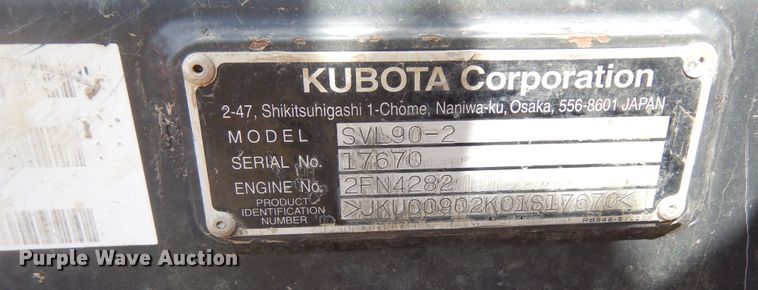 KUBOTA Corporation
2-47, Shikitsuhigashi 1-Chome, Naniwa-ku, Osaka, 556-8601 JAPAN
MODEL SVL90-2
SERIAL No. 17670
ENGINE No. 2FN4282
PRODUCT IDENTIFICATION NUMBER >JKU00902K01S17670<
Purple Wave Auction